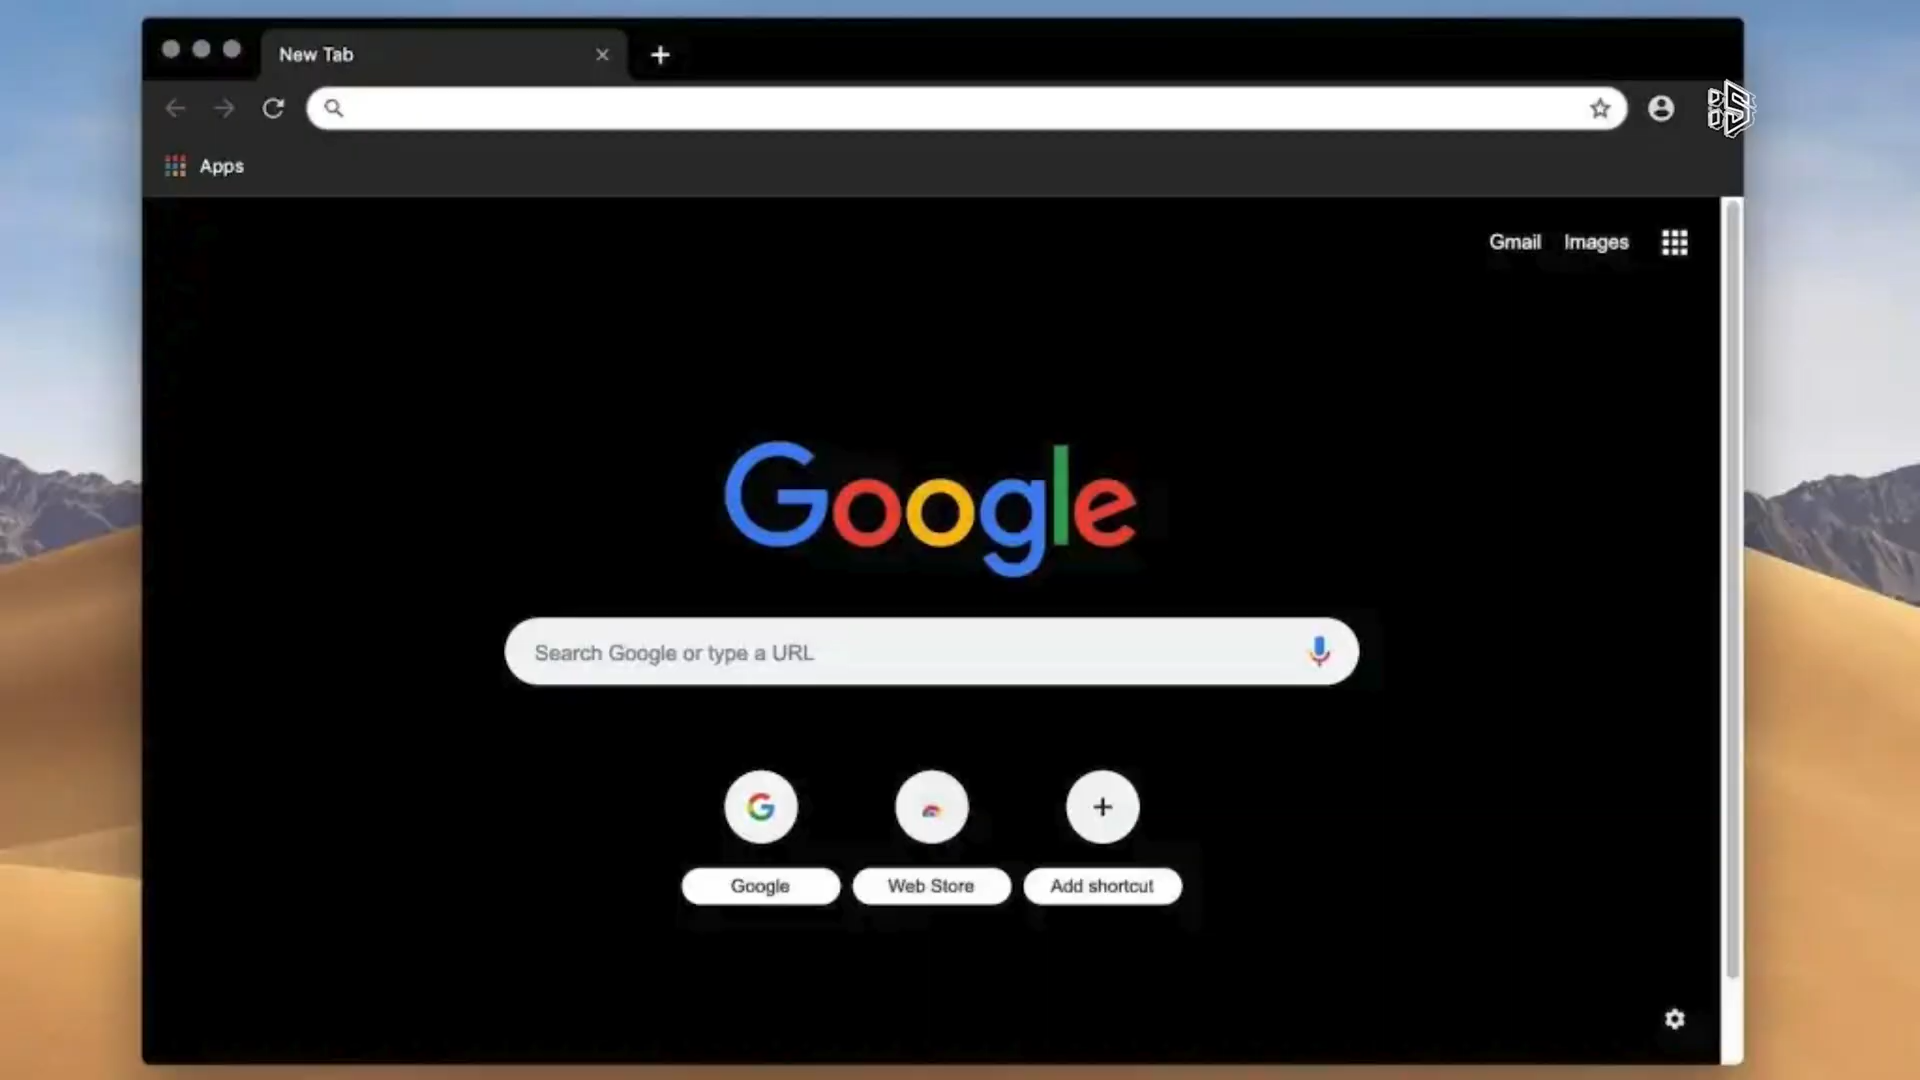 New Tab
Apps
Gmail Images
Google
Search Google or type a URL
Google Web Store Add shortcut